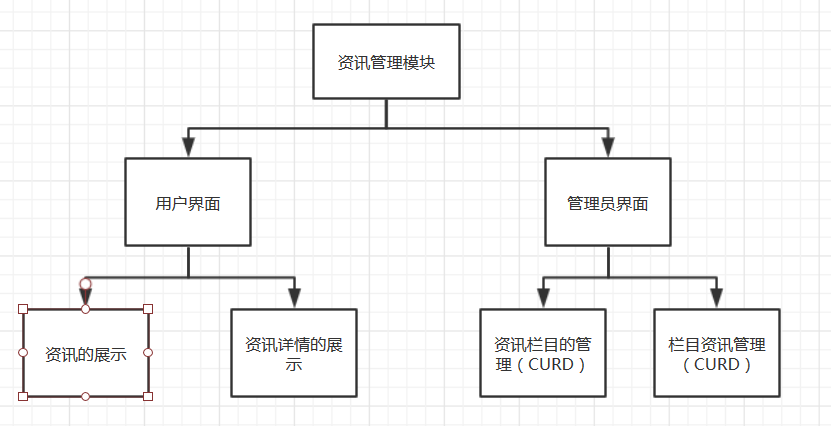 资讯管理模块
用户界面
管理员界面
资讯的展示
资讯详情的展
示
资讯栏目的管
理（CURD）
栏目资讯管理
（CURD）